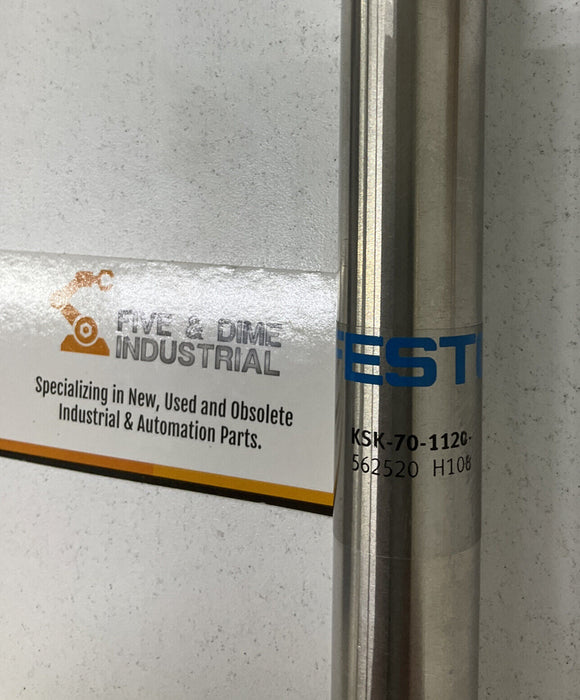 FIVE & DIME
INDUSTRIAL
Specializing in New, Used and Obsolete
Industrial & Automation Parts.
FEST
KSK-70-1120-
562520 H108